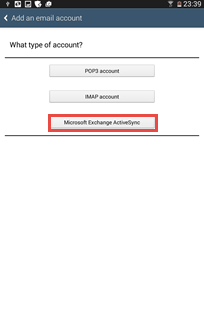 23:39
Add an email account
What type of account?
POP3 account
IMAP account
Microsoft Exchange ActiveSync